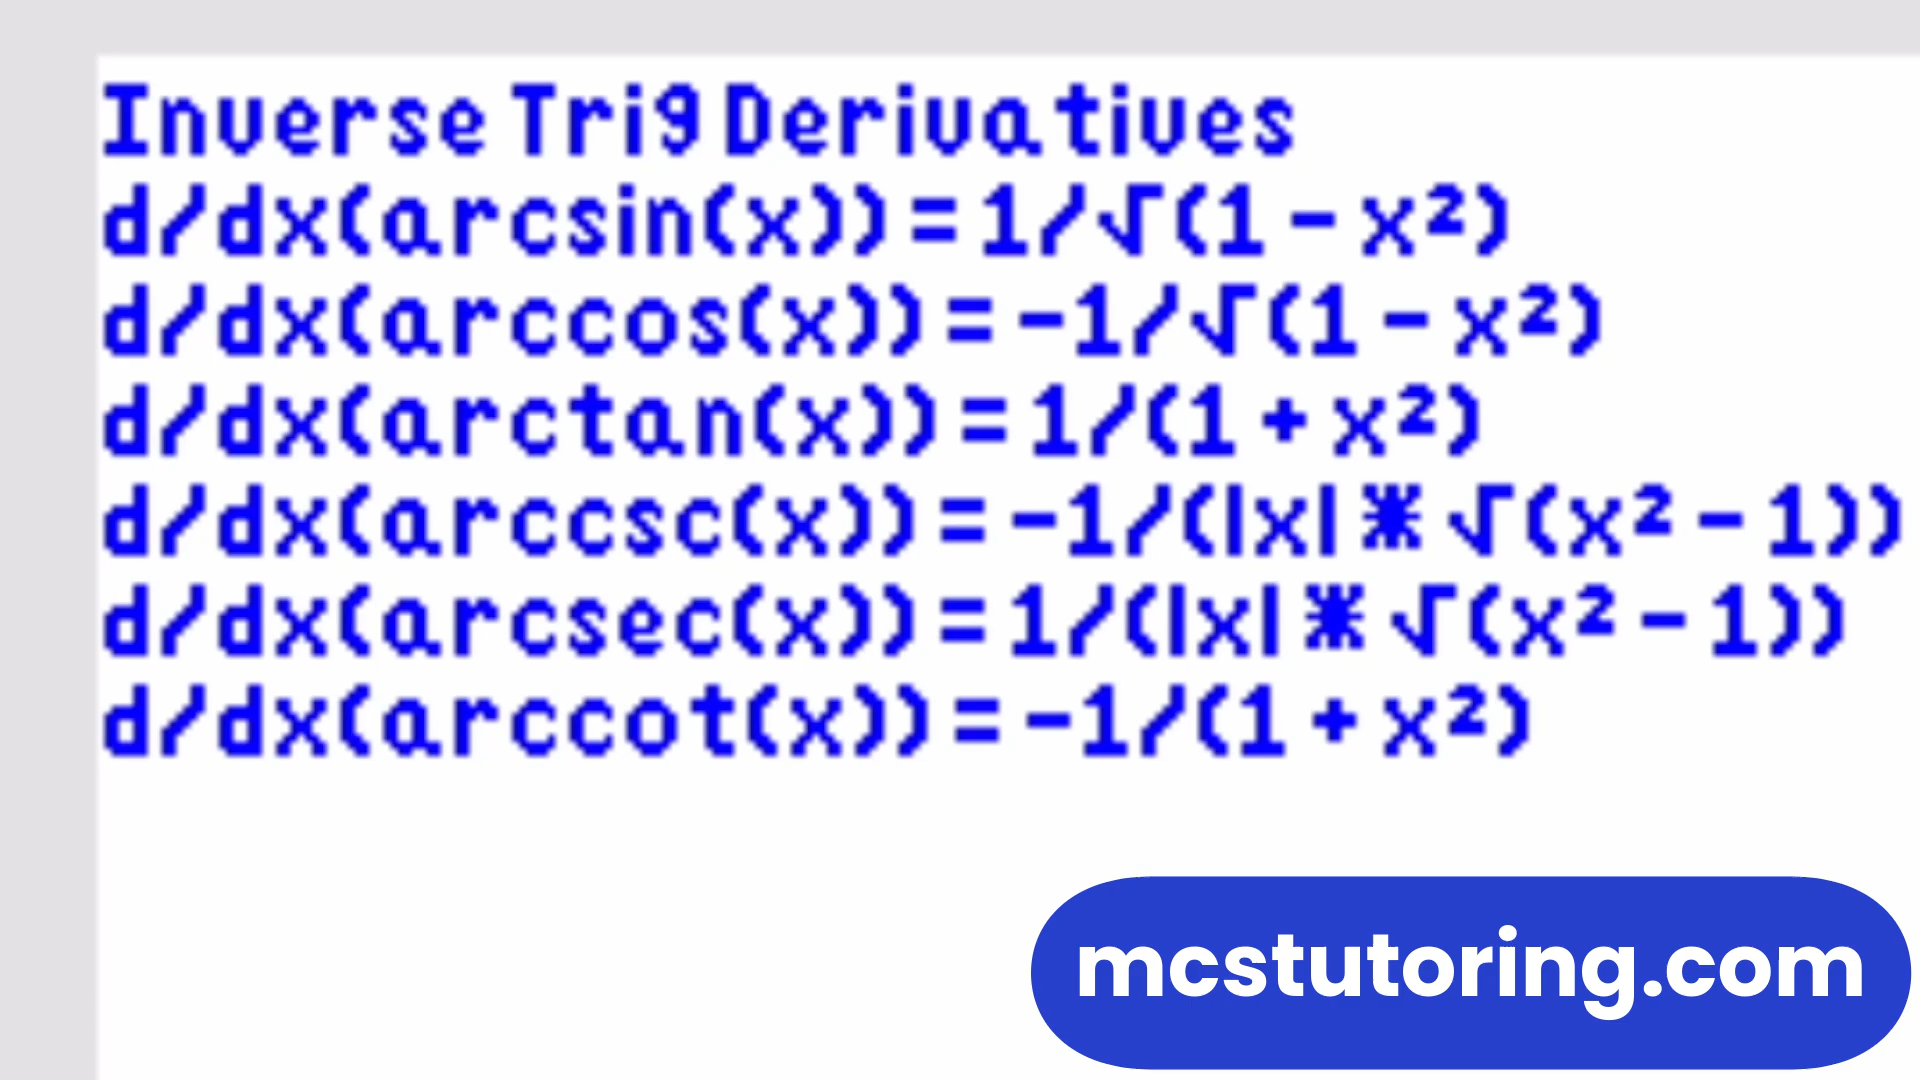 Inverse Trig Derivatives
d/dx(arcsin(x)) = 1/√(1 - x²)
d/dx(arccos(x)) = -1/√(1 - x²)
d/dx(arctan(x)) = 1/(1 + x²)
d/dx(arccsc(x)) = -1/(|x| * √(x² - 1))
d/dx(arcsec(x)) = 1/(|x| * √(x² - 1))
d/dx(arccot(x)) = -1/(1 + x²)
mcstutoring.com